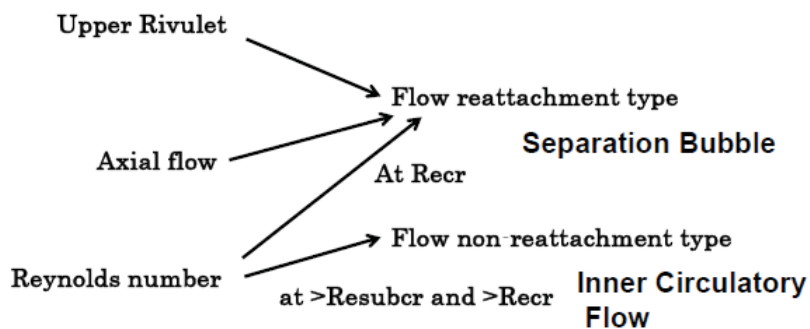 Upper Rivulet
Flow reattachment type
Separation Bubble
Axial flow
At Recr
Flow non-reattachment type
Reynolds number
at >Resubcr and >Recr
Inner Circulatory
Flow